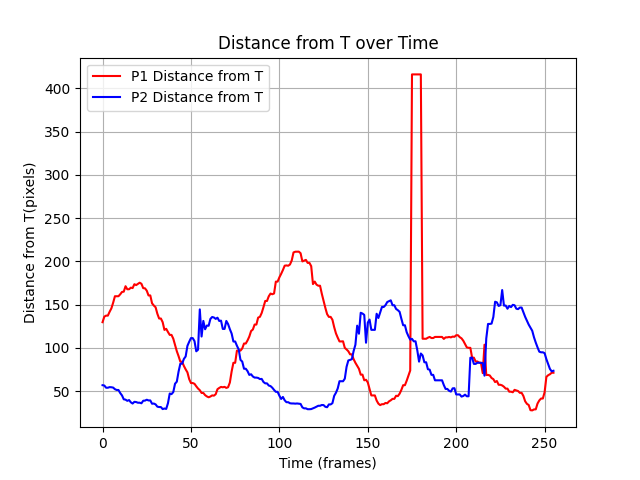 Distance from T over Time
P1 Distance from T
P2 Distance from T
400
350
300
250
200
150
100
50
Distance from T(pixels)
0 50 100 150 200 250
Time (frames)